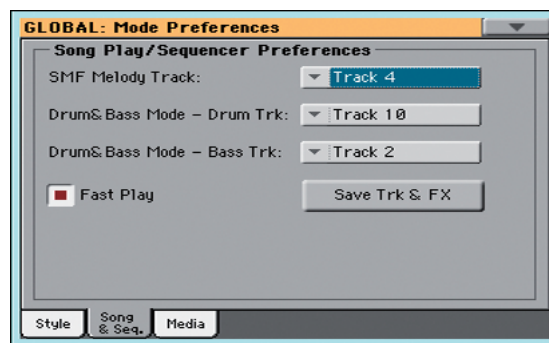 GLOBAL: Mode Preferences
Song Play/Sequencer Preferences
SMF Melody Track: Track 4
Drum&Bass Mode - Drum Trk: Track 10
Drum&Bass Mode - Bass Trk: Track 2
Fast Play Save Trk & FX
Style Song & Seq. Media